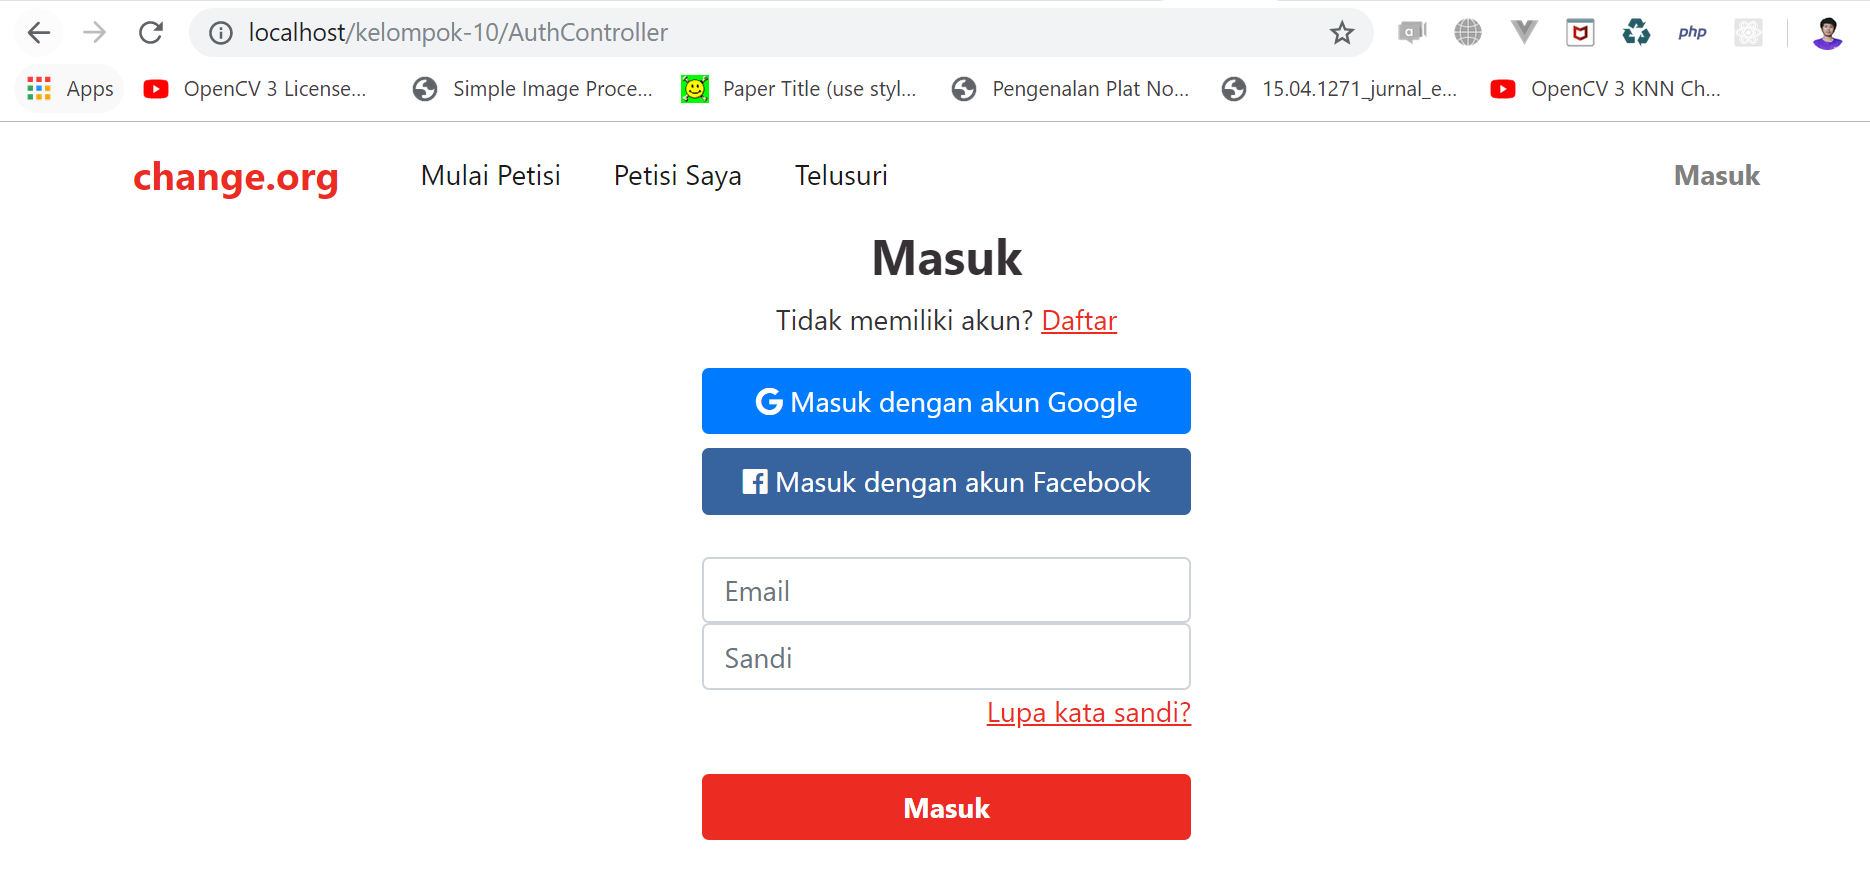 localhost/kelompok-10/AuthController
php
Apps OpenCV 3 License... Simple Image Proce... Paper Title (use styl... Pengenalan Plat No... 15.04.1271_jurnal_e... OpenCV 3 KNN Ch...
change.org Mulai Petisi Petisi Saya Telusuri Masuk
Masuk
Tidak memiliki akun? Daftar
G Masuk dengan akun Google
Masuk dengan akun Facebook
Email
Sandi
Lupa kata sandi?
Masuk